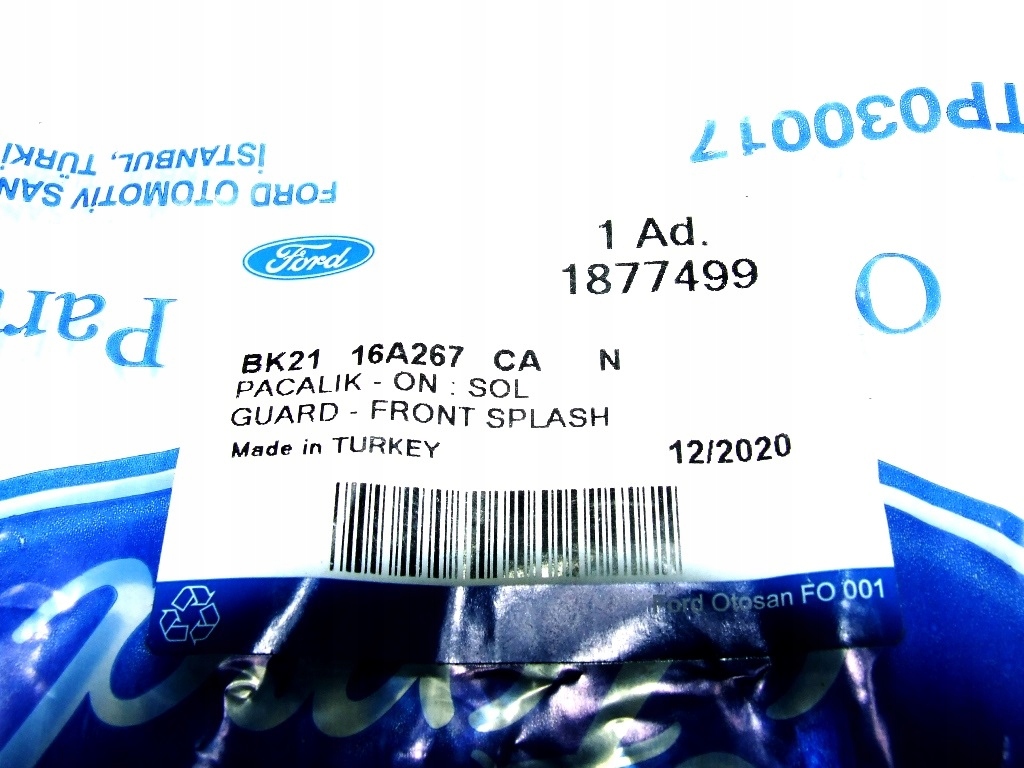 TP030017
İSTANBUL, TÜRKİ
FORD OTOMOTİV SAN
Ford
1 Ad.
1877499
O
Par
BK21 16A267 CA N
PACALIK - ON : SOL
GUARD - FRONT SPLASH
Made in TURKEY
12/2020
Ford Otosan FO 001